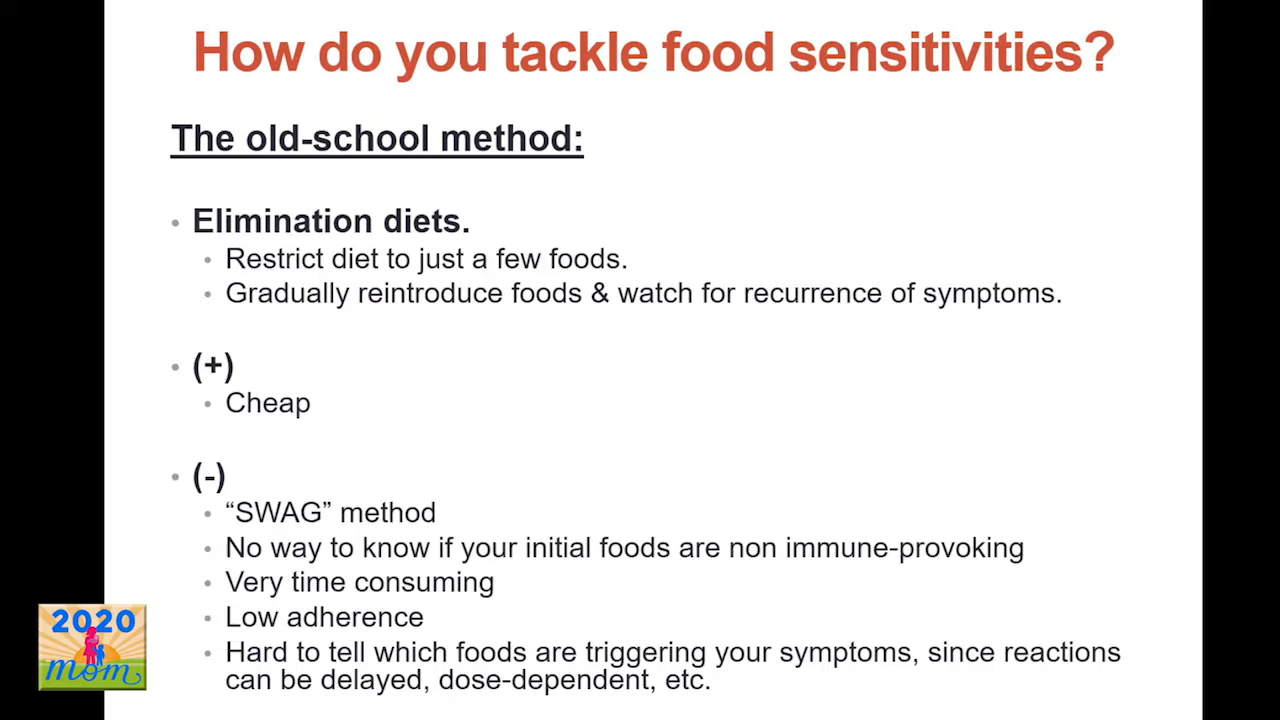 How do you tackle food sensitivities?
The old-school method:
• Elimination diets.
• Restrict diet to just a few foods.
• Gradually reintroduce foods & watch for recurrence of symptoms.
• (+)
• Cheap
• (-)
• “SWAG” method
• No way to know if your initial foods are non immune-provoking
• Very time consuming
• Low adherence
• Hard to tell which foods are triggering your symptoms, since reactions
can be delayed, dose-dependent, etc.
2020
mom